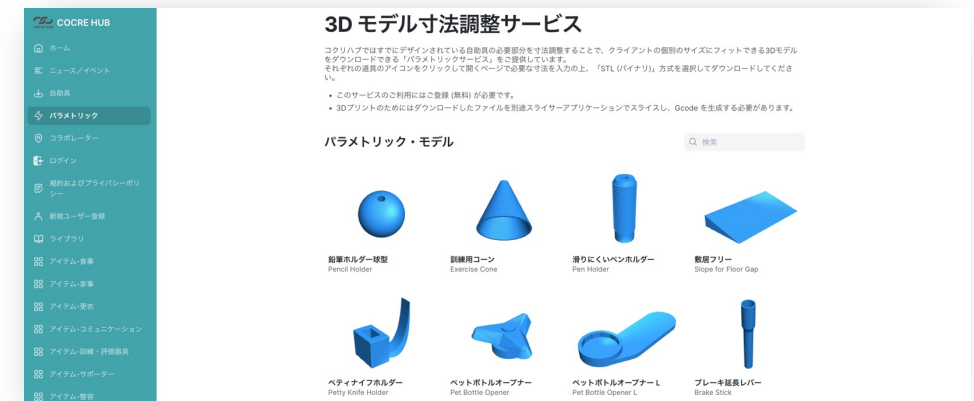 COCRE HUB
ホーム
ニュース／イベント
自助具
パラメトリック
コラボレーター
ログイン
規約およびプライバシーポリ
シー
新規ユーザー登録
ライブラリ
アイテム-食事
アイテム-家事
アイテム-更衣
アイテム-コミュニケーション
アイテム-訓練・評価器具
アイテム-サポーター
アイテム-整容
3D モデル寸法調整サービス
コクリハブではすでにデザインされている自助具の必要部分を寸法調整することで、クライアントの個別のサイズにフィットできる3Dモデル
をダウンロードできる「パラメトリックサービス」をご提供しています。
それぞれの道具のアイコンをクリックして開くページで必要な寸法を入力の上、「STL (バイナリ)」方式を選択してダウンロードしてくださ
い。
• このサービスのご利用にはご登録 (無料) が必要です。
• 3Dプリントのためにはダウンロードしたファイルを別途スライサーアプリケーションでスライスし、Gcode を生成する必要があります。
パラメトリック・モデル
検索
鉛筆ホルダー球型
Pencil Holder
訓練用コーン
Exercise Cone
滑りにくいペンホルダー
Pen Holder
敷居フリー
Slope for Floor Gap
ペティナイフホルダー
Petty Knife Holder
ペットボトルオープナー
Pet Bottle Opener
ペットボトルオープナー L
Pet Bottle Opener L
ブレーキ延長レバー
Brake Stick